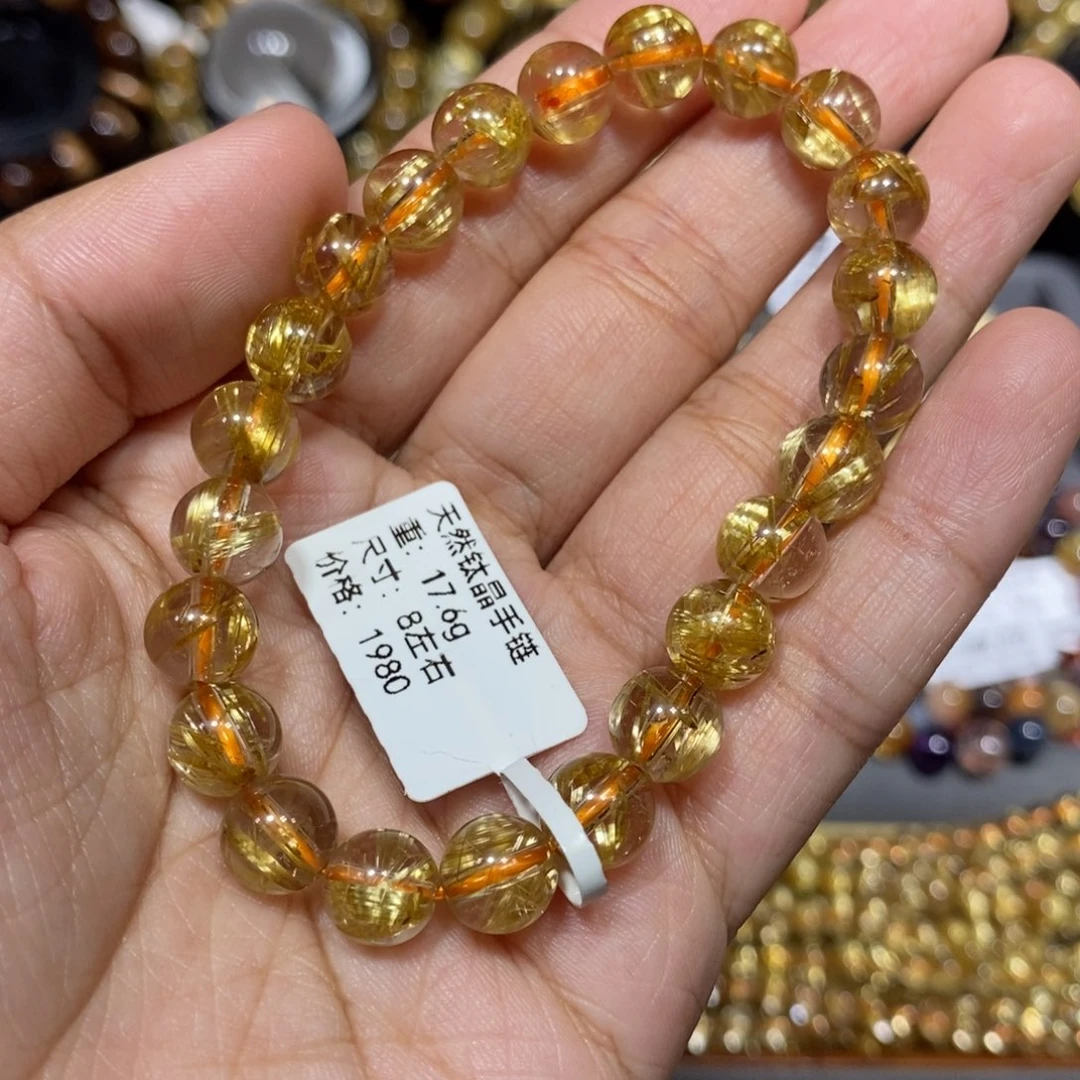 天然钛晶手链
重: 17.6g
尺寸: 8左右
价格: 1980